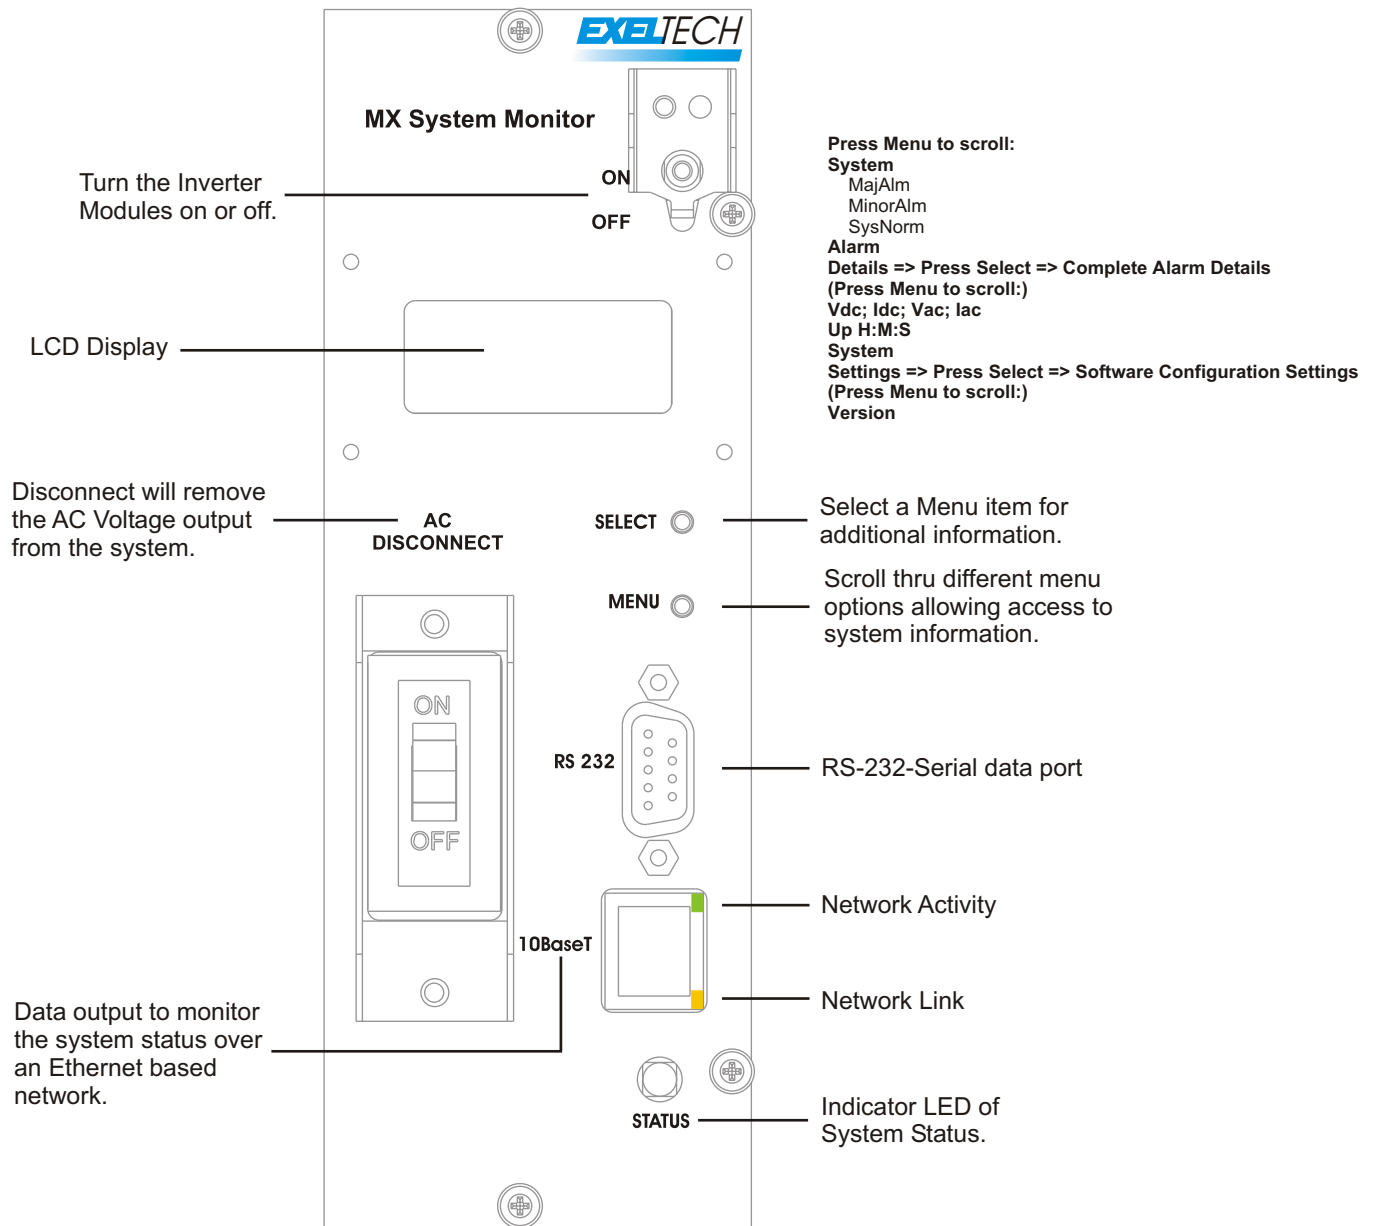 EXELTECH
MX System Monitor
ON
OFF
Turn the Inverter
Modules on or off.
Press Menu to scroll:
System
MajAlm
MinorAlm
SysNorm
Alarm
Details => Press Select => Complete Alarm Details
(Press Menu to scroll:)
Vdc; Idc; Vac; Iac
Up H:M:S
System
Settings => Press Select => Software Configuration Settings
(Press Menu to scroll:)
Version
LCD Display
Disconnect will remove
the AC Voltage output
from the system.
AC
DISCONNECT
SELECT
Select a Menu item for
additional information.
MENU
Scroll thru different menu
options allowing access to
system information.
ON
OFF
RS 232
RS-232-Serial data port
Network Activity
10BaseT
Network Link
Data output to monitor
the system status over
an Ethernet based
network.
STATUS
Indicator LED of
System Status.